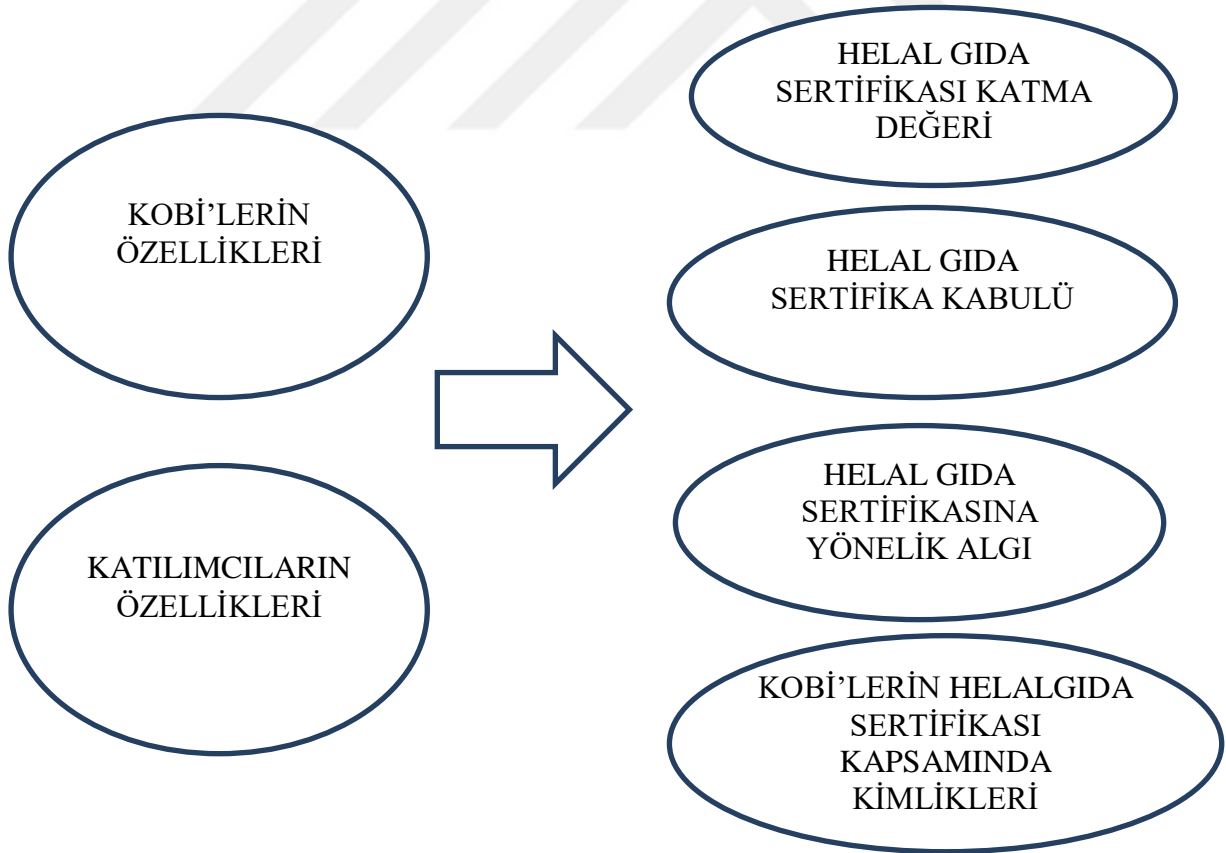 KOBİ’LERİN
ÖZELLİKLERİ
KATILIMCILARIN
ÖZELLİKLERİ
HELAL GIDA
SERTİFİKASI KATMA
DEĞERİ
HELAL GIDA
SERTİFİKA KABULÜ
HELAL GIDA
SERTİFİKASINA
YÖNELİK ALGI
KOBİ’LERİN HELALGIDA
SERTİFİKASI
KAPSAMINDA
KİMLİKLERİ